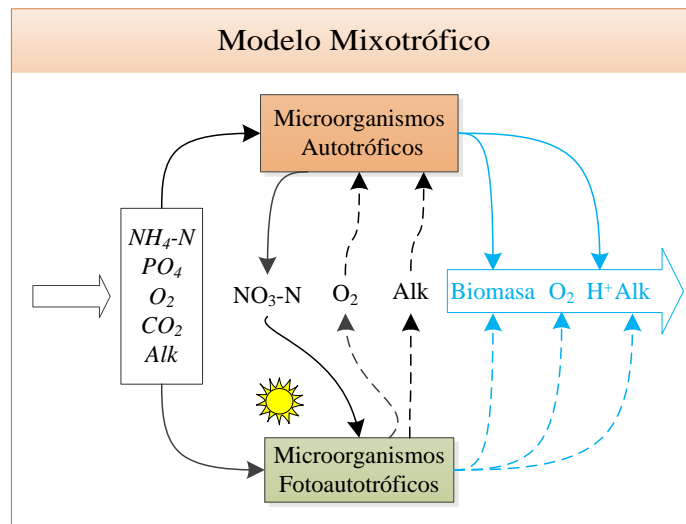 Modelo Mixotrófico
Microorganismos
Autotróficos
NH₄-N
PO₄
O₂
CO₂
Alk
NO₃-N O₂ Alk
Biomasa O₂ H⁺ Alk
Microorganismos
Fotoautotróficos